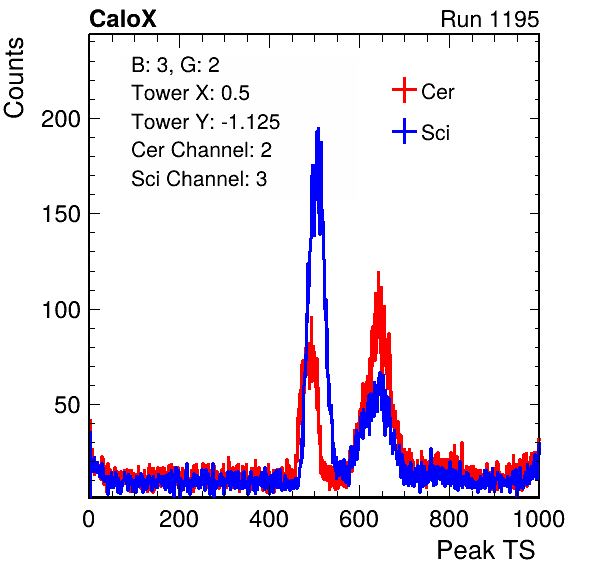 CaloX
Run 1195
Counts
B: 3, G: 2
Tower X: 0.5
Tower Y: -1.125
Cer Channel: 2
Sci Channel: 3
Cer
Sci
200
150
100
50
0 200 400 600 800 1000
Peak TS